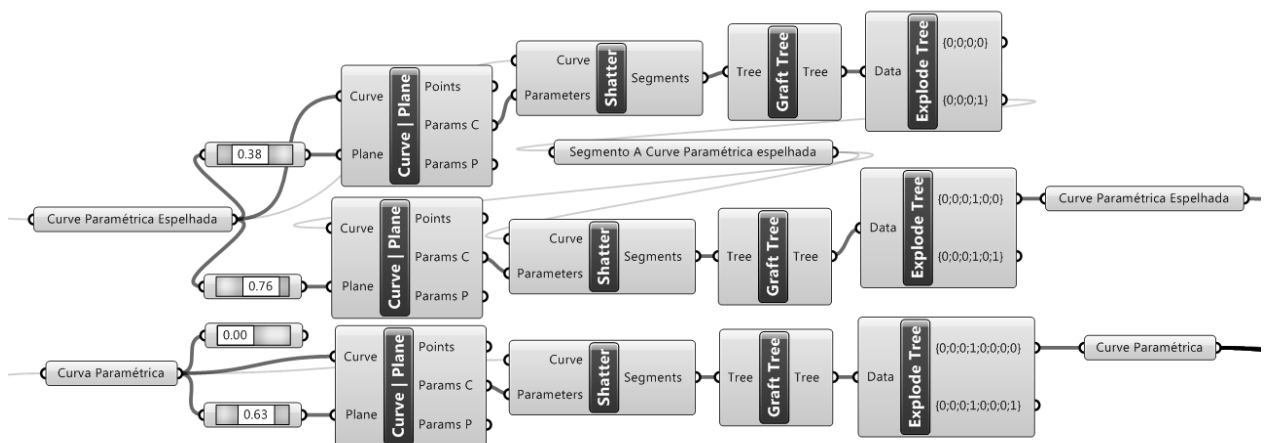 Curve Paramétrica Espelhada
0.38
0.76
Curve
Plane
Curve | Plane
Points
Params C
Params P
Curve
Parameters
Shatter
Segments
Tree
Graft Tree
Tree
Data
Explode Tree
{0;0;0;0}
{0;0;0;1}
Segmento A Curve Paramétrica espelhada
Curve
Plane
Curve | Plane
Points
Params C
Params P
Curve
Parameters
Shatter
Segments
Tree
Graft Tree
Tree
Data
Explode Tree
{0;0;0;1;0;0}
{0;0;0;1;0;1}
Curve Paramétrica Espelhada
Curva Paramétrica
0.00
0.63
Curve
Plane
Curve | Plane
Points
Params C
Params P
Curve
Parameters
Shatter
Segments
Tree
Graft Tree
Tree
Data
Explode Tree
{0;0;0;1;0;0;0;0}
{0;0;0;1;0;0;0;1}
Curve Paramétrica